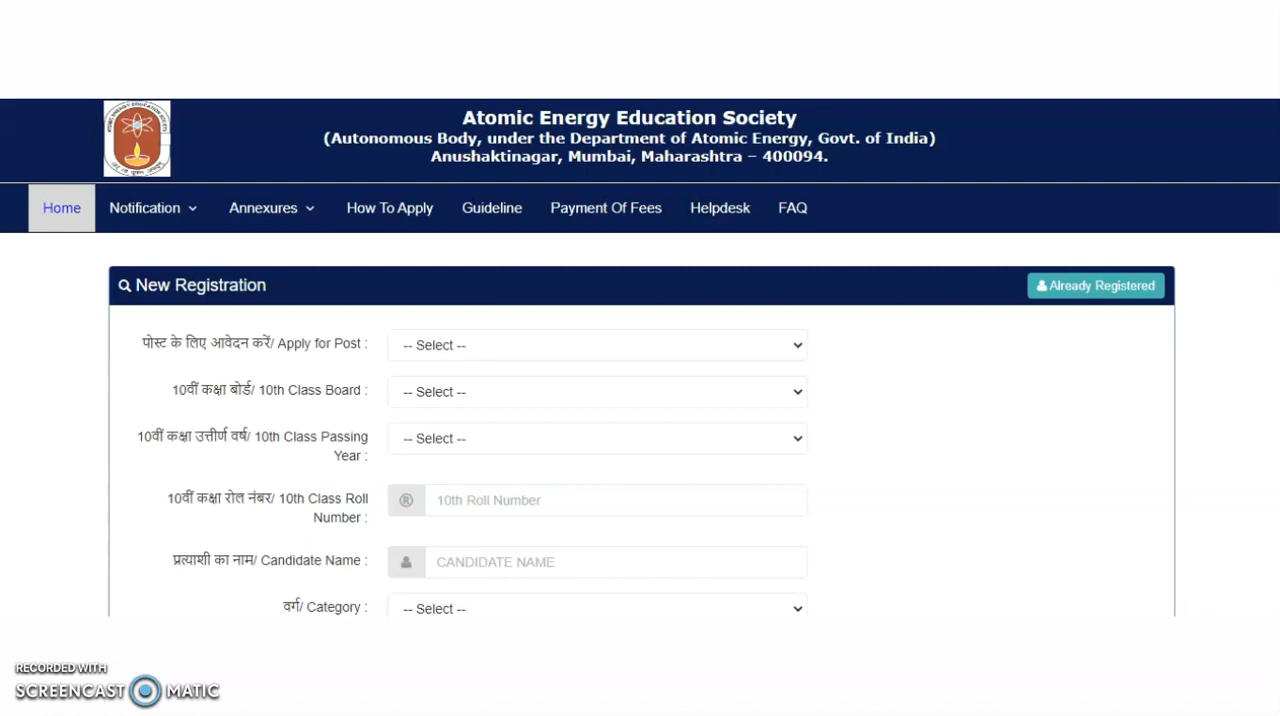 Atomic Energy Education Society
(Autonomous Body, under the Department of Atomic Energy, Govt. of India)
Anushaktinagar, Mumbai, Maharashtra – 400094.
Home Notification Annexures How To Apply Guideline Payment Of Fees Helpdesk FAQ
New Registration Already Registered
पोस्ट के लिए आवेदन करें/ Apply for Post : -- Select --
10वीं कक्षा बोर्ड/ 10th Class Board : -- Select --
10वीं कक्षा उत्तीर्ण वर्ष/ 10th Class Passing Year : -- Select --
10वीं कक्षा रोल नंबर/ 10th Class Roll Number : 10th Roll Number
प्रत्याशी का नाम/ Candidate Name : CANDIDATE NAME
वर्ग/ Category : -- Select --
RECORDED WITH
SCREENCAST MATIC